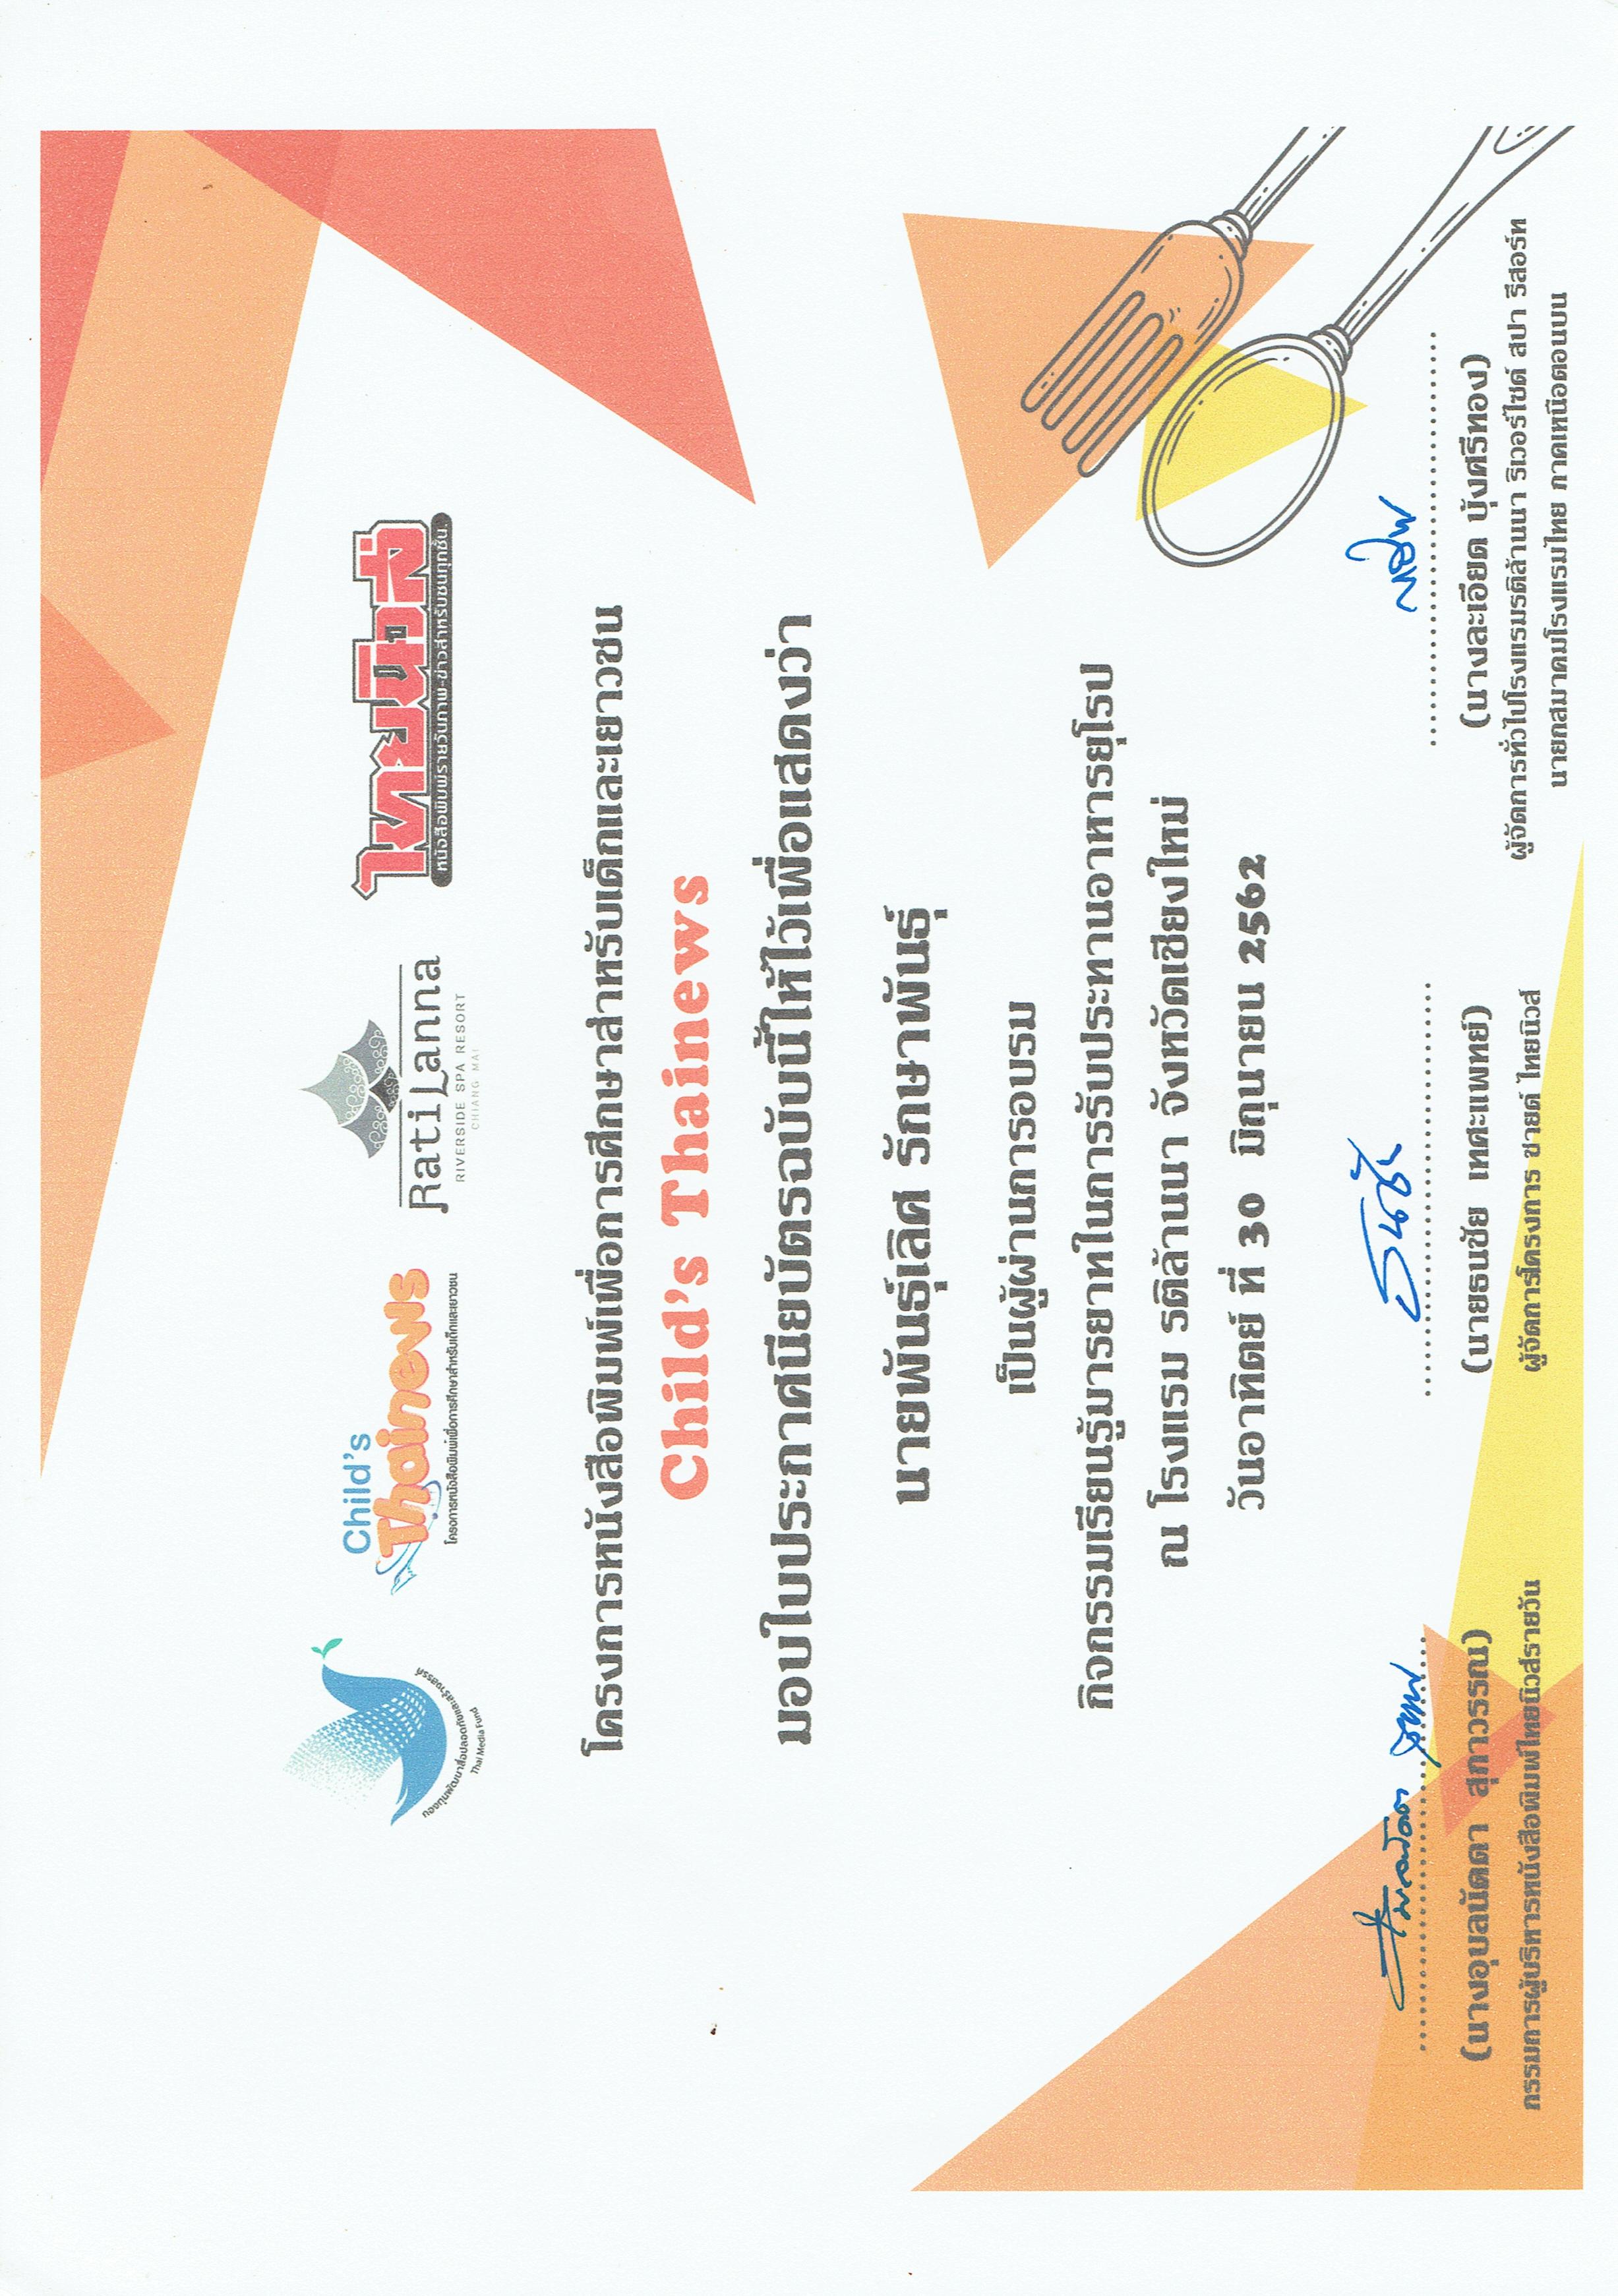 กองทุนพัฒนาสื่อปลอดภัยและสร้างสรรค์
Thai Media Fund
Child's
Thainews
โครงการหนังสือพิมพ์เพื่อการศึกษาสำหรับเด็กและเยาวชน
RatiLanna
RIVERSIDE SPA RESORT
CHIANG MAI
ไทยนิวส์
หนังสือพิมพ์รายวันภาพ-ข่าวสำหรับชนทุกชั้น.
โครงการหนังสือพิมพ์เพื่อการศึกษาสำหรับเด็กและเยาวชน
Child's Thainews
มอบใบประกาศนียบัตรฉบับนี้ให้ไว้เพื่อแสดงว่า
นายพันธุ์เลิศ รักษาพันธุ์
เป็นผู้ผ่านการอบรม
กิจกรรมเรียนรู้มารยาทในการรับประทานอาหารยุโรป
ณ โรงแรม รติล้านนา จังหวัดเชียงใหม่
วันอาทิตย์ ที่ 30 มิถุนายน 2562
ธนชัย
(นางอุบลนัดดา สุภาวรรณ)
(นายธนชัย เทศะแพทย์)
(นางละเอียด บุ้งศรีทอง)
กรรมการผู้บริหารหนังสือพิมพ์ไทยนิวส์รายวัน
ผู้จัดการโครงการ ชายด์ ไทยนิวส์
ผู้จัดการทั่วไปโรงแรมรติล้านนา ริเวอร์ไซด์ สปา รีสอร์ท
นายกสมาคมโรงแรมไทย ภาคเหนือตอนบน